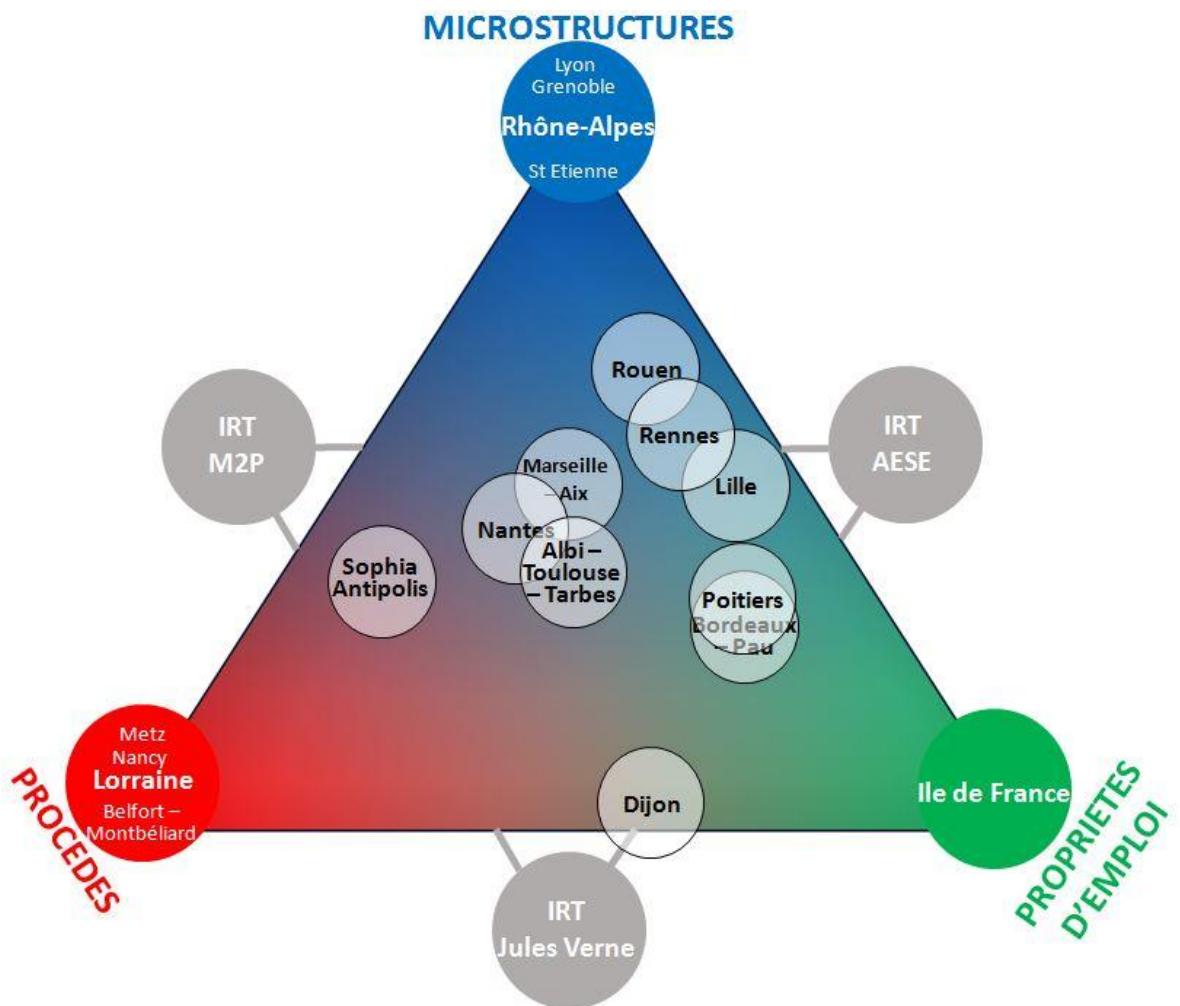 MICROSTRUCTURES
Lyon
Grenoble
Rhône-Alpes
St Etienne
Rouen
Rennes
Lille
IRT
M2P
IRT
AESE
Marseille
– Aix
Nantes
Albi –
Toulouse
– Tarbes
Sophia
Antipolis
Poitiers
Bordeaux
– Pau
Metz
Nancy
Lorraine
Belfort –
Montbéliard
PROCEDES
Dijon
Ile de France
PROPRIETES
D'EMPLOI
IRT
Jules Verne